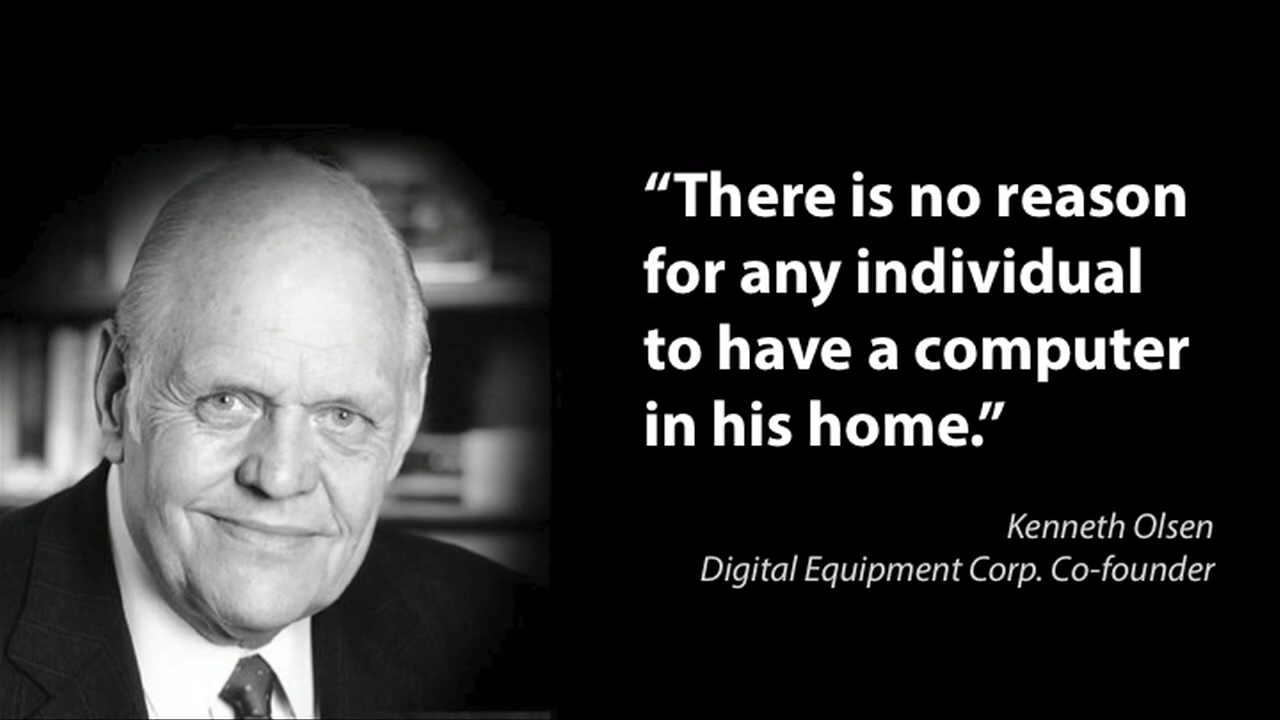 “There is no reason
for any individual
to have a computer
in his home.”
Kenneth Olsen
Digital Equipment Corp. Co-founder